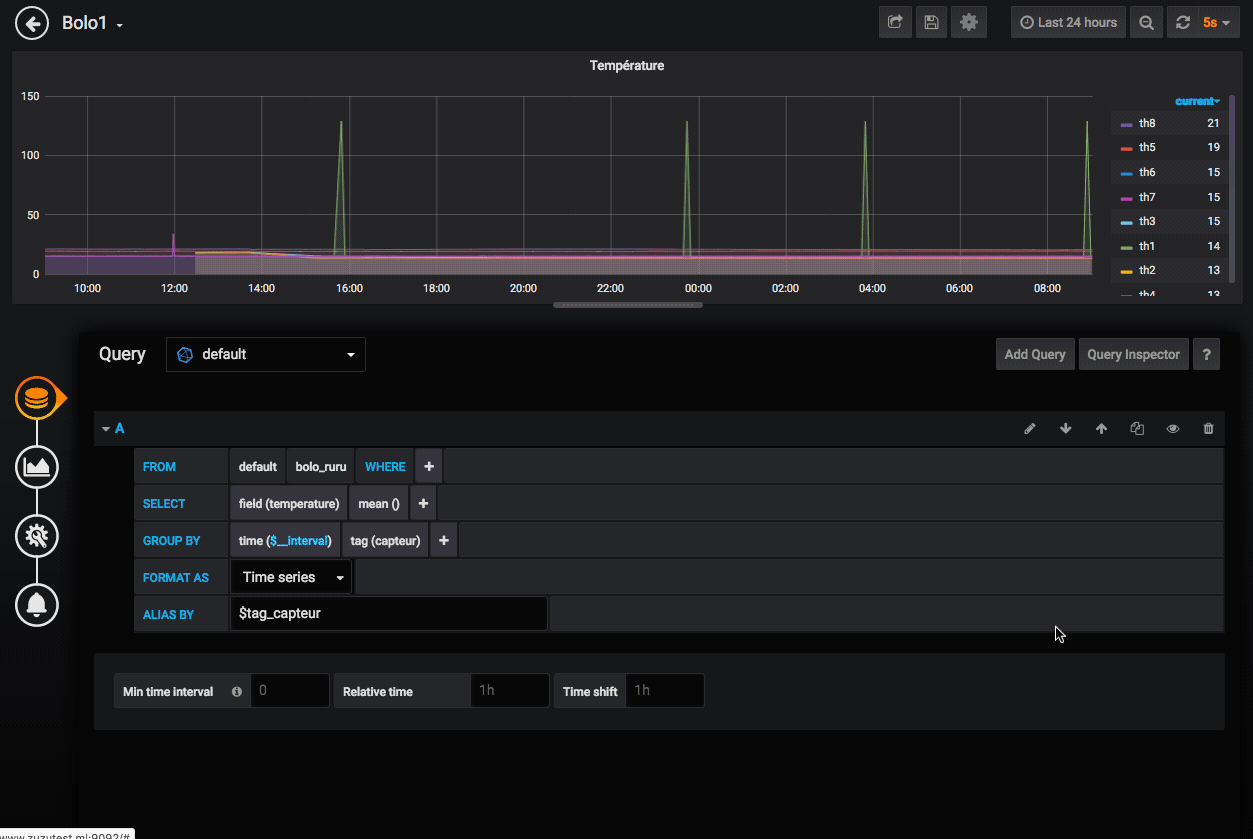 Bolo1
Last 24 hours
5s
Température
150
100
50
0
10:00 12:00 14:00 16:00 18:00 20:00 22:00 00:00 02:00 04:00 06:00 08:00
current
th8 21
th5 19
th6 15
th7 15
th3 15
th1 14
th2 13
th4 13
Query default Add Query Query Inspector ?
A
FROM default bolo_ruru WHERE +
SELECT field (temperature) mean () +
GROUP BY time ($__interval) tag (capteur) +
FORMAT AS Time series
ALIAS BY $tag_capteur
Min time interval 0 Relative time 1h Time shift 1h
www.zuzutest.ml:9092/#